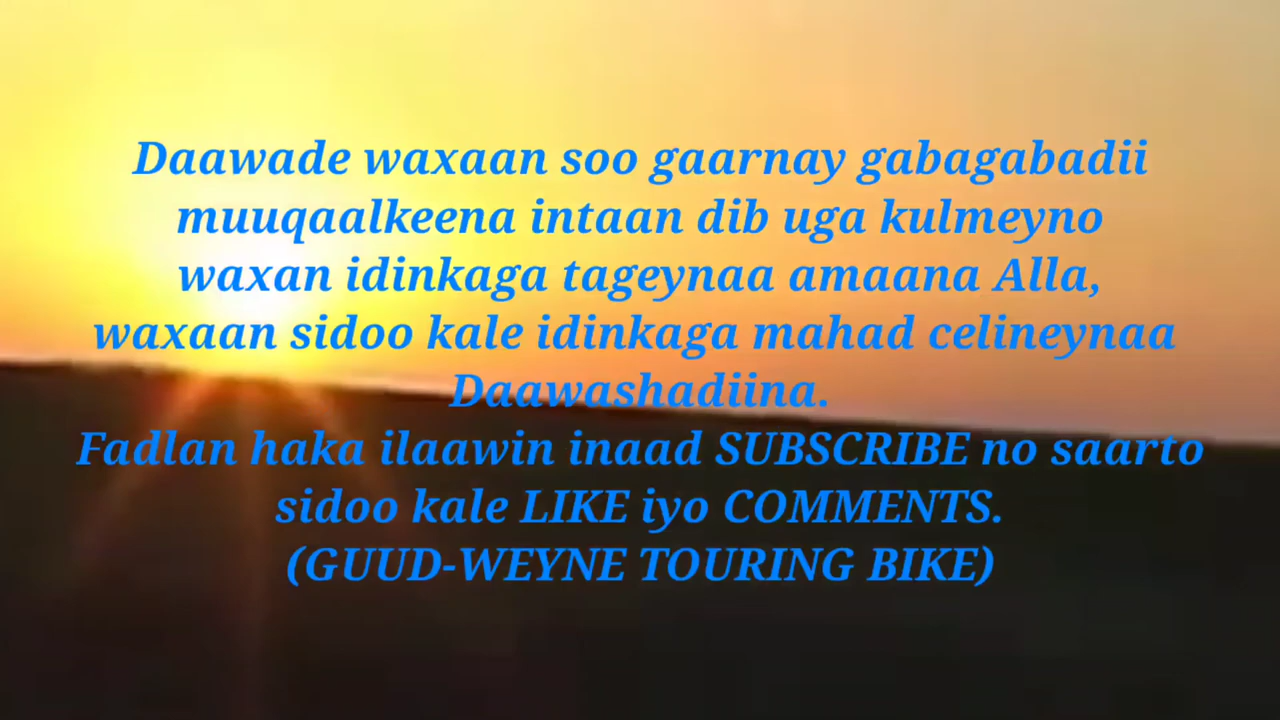 Daawade waxaan soo gaarnay gabagabadii
muuqaalkeena intaan dib uga kulmeyno
waxan idinkaga tageynaa amaana Alla,
waxaan sidoo kale idinkaga mahad celineynaa
Daawashadiina.
Fadlan haka ilaawin inaad SUBSCRIBE no saarto
sidoo kale LIKE iyo COMMENTS.
(GUUD-WEYNE TOURING BIKE)